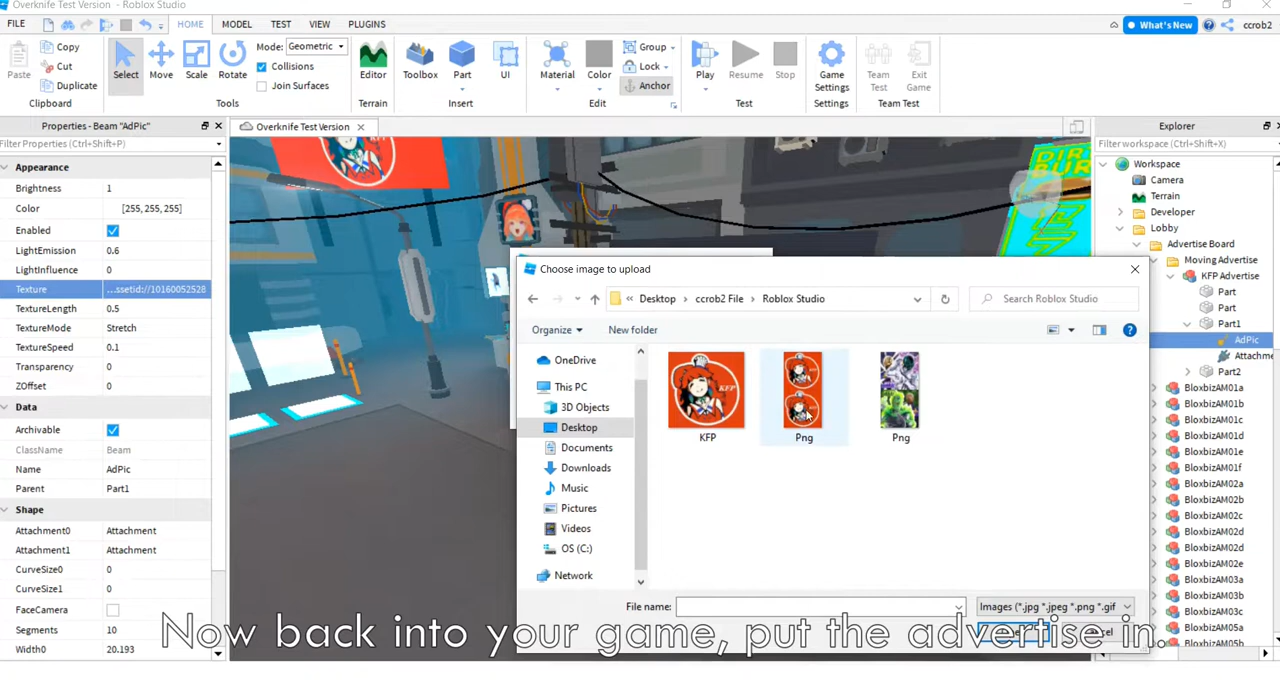 Overknife Test Version - Roblox Studio
FILE HOME MODEL TEST VIEW PLUGINS What's New ccrob2
Paste Copy Cut Duplicate Clipboard
Select Move Scale Rotate Mode: Geometric Collisions Join Surfaces Tools
Editor Terrain
Toolbox Part UI Insert
Material Color Group Lock Anchor Edit
Play Resume Stop Test
Game Settings Settings
Team Test Exit Game Team Test
Properties - Beam "AdPic"
Overknife Test Version
Explorer
Filter Properties (Ctrl+Shift+P)
Filter workspace (Ctrl+Shift+X)
Appearance
Brightness 1
Color [255, 255, 255]
Enabled
LightEmission 0.6
LightInfluence 0
Texture ...ssetid://10160052528
TextureLength 0.5
TextureMode Stretch
TextureSpeed 0.1
Transparency 0
ZOffset 0
Data
Archivable
ClassName Beam
Name AdPic
Parent Part1
Shape
Attachment0 Attachment
Attachment1 Attachment
CurveSize0 0
CurveSize1 0
FaceCamera
Segments 10
Width0 20.193
Choose image to upload
« Desktop > ccrob2 File > Roblox Studio
Search Roblox Studio
Organize New folder
OneDrive
This PC
3D Objects
Desktop
Documents
Downloads
Music
Pictures
Videos
OS (C:)
Network
KFP
KFP Png Png
File name: Images (*.jpg *.jpeg *.png *.gif
Workspace
Camera
Terrain
Developer
Lobby
Advertise Board
Moving Advertise
KFP Advertise
Part
Part
Part1
AdPic
Attachme
Part2
BloxbizAM01a
BloxbizAM01b
BloxbizAM01c
BloxbizAM01d
BloxbizAM01e
BloxbizAM01f
BloxbizAM02a
BloxbizAM02b
BloxbizAM02c
BloxbizAM02d
BloxbizAM02d
BloxbizAM02e
BloxbizAM03a
BloxbizAM03b
BloxbizAM03c
BloxbizAM05a
BloxbizAM05b
Now back into your game, put the advertise in.